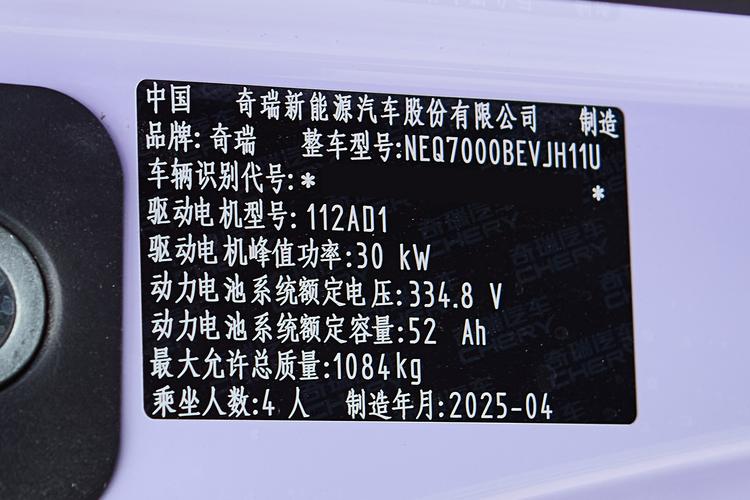 中国 奇瑞新能源汽车股份有限公司 制造
品牌: 奇瑞 整车型号:NEQ7000BEVJH11U
车辆识别代号:* *
驱动电机型号: 112AD1
驱动电机峰值功率:30 kW
动力电池系统额定电压:334.8 V
动力电池系统额定容量:52 Ah
最大允许总质量:1084kg
乘坐人数:4 人 制造年月:2025-04